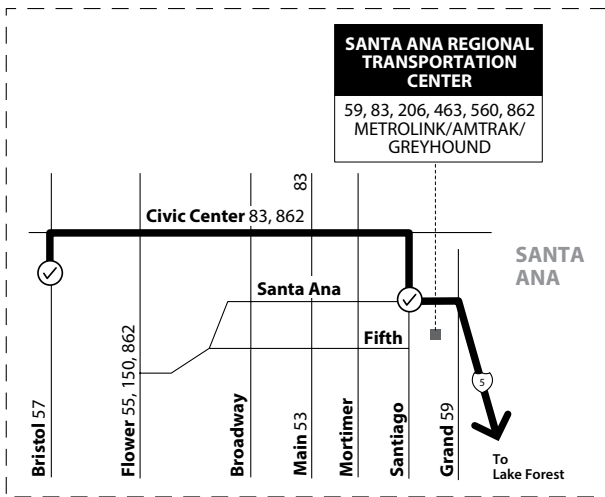 SANTA ANA REGIONAL
TRANSPORTATION
CENTER
59, 83, 206, 463, 560, 862
METROLINK/AMTRAK/
GREYHOUND
83
Civic Center 83, 862
SANTA
ANA
Santa Ana
Fifth
5
Bristol 57
Flower 55, 150, 862
Broadway
Main 53
Mortimer
Santiago
Grand 59
To
Lake Forest